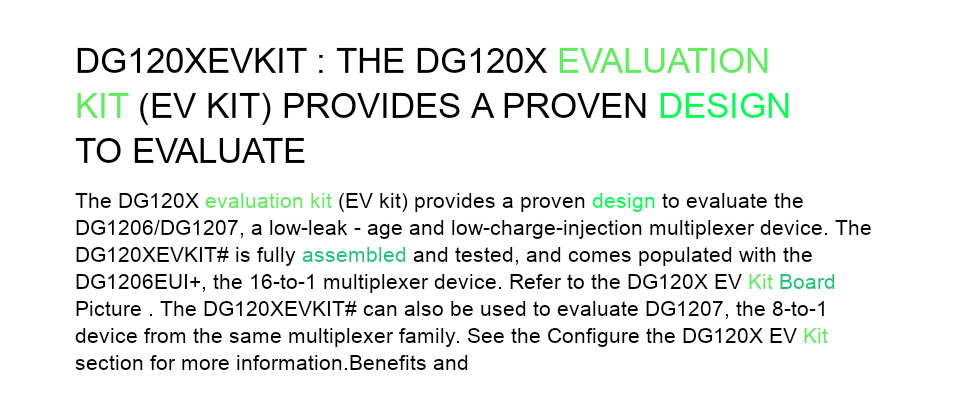 DG120XEVKIT : THE DG120X EVALUATION
KIT (EV KIT) PROVIDES A PROVEN DESIGN
TO EVALUATE
The DG120X evaluation kit (EV kit) provides a proven design to evaluate the
DG1206/DG1207, a low-leak - age and low-charge-injection multiplexer device. The
DG120XEVKIT# is fully assembled and tested, and comes populated with the
DG1206EUI+, the 16-to-1 multiplexer device. Refer to the DG120X EV Kit Board
Picture . The DG120XEVKIT# can also be used to evaluate DG1207, the 8-to-1
device from the same multiplexer family. See the Configure the DG120X EV Kit
section for more information.Benefits and